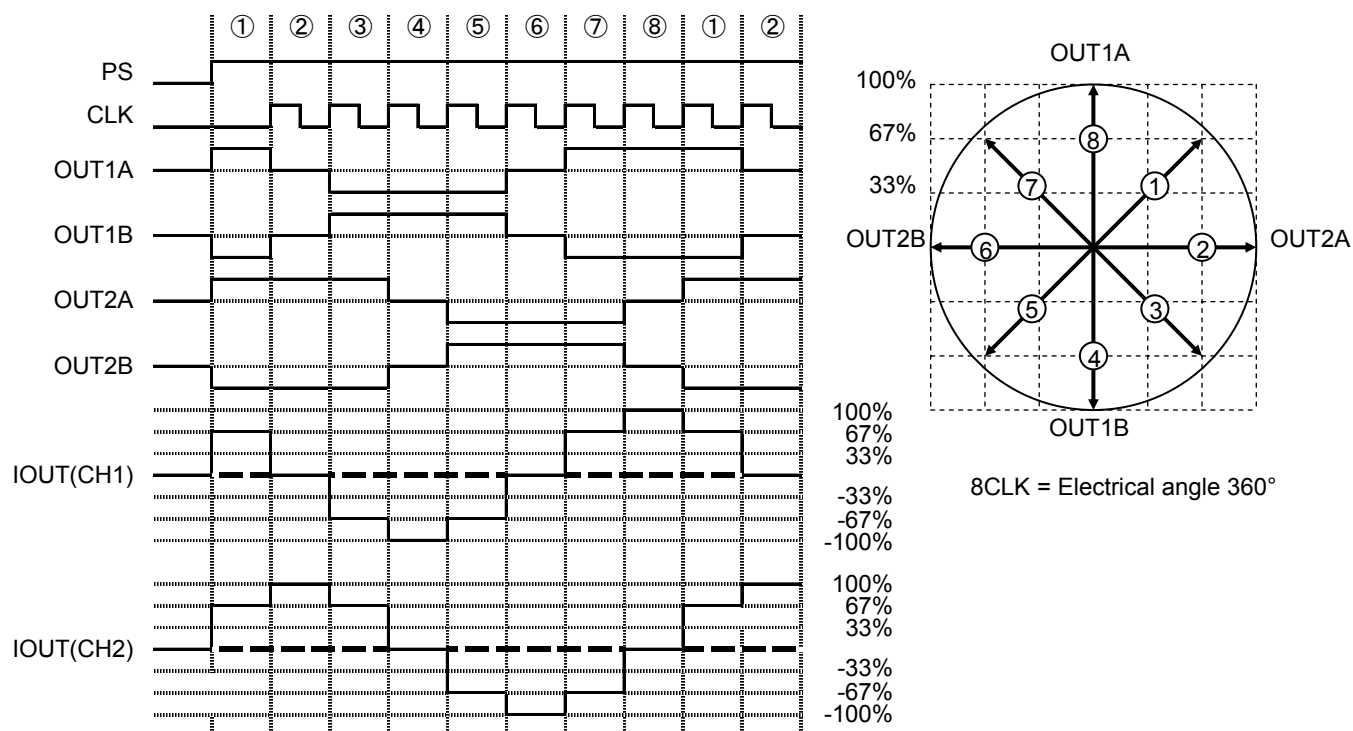 ① ② ③ ④ ⑤ ⑥ ⑦ ⑧ ① ②
PS
CLK
OUT1A
OUT1B
OUT2A
OUT2B
IOUT(CH1)
100%
67%
33%
-33%
-67%
-100%
IOUT(CH2)
100%
67%
33%
-33%
-67%
-100%
OUT1A
100%
67%
33%
OUT2B
OUT2A
OUT1B
⑧
⑦ ①
⑥ ②
⑤ ③
④
8CLK = Electrical angle 360°